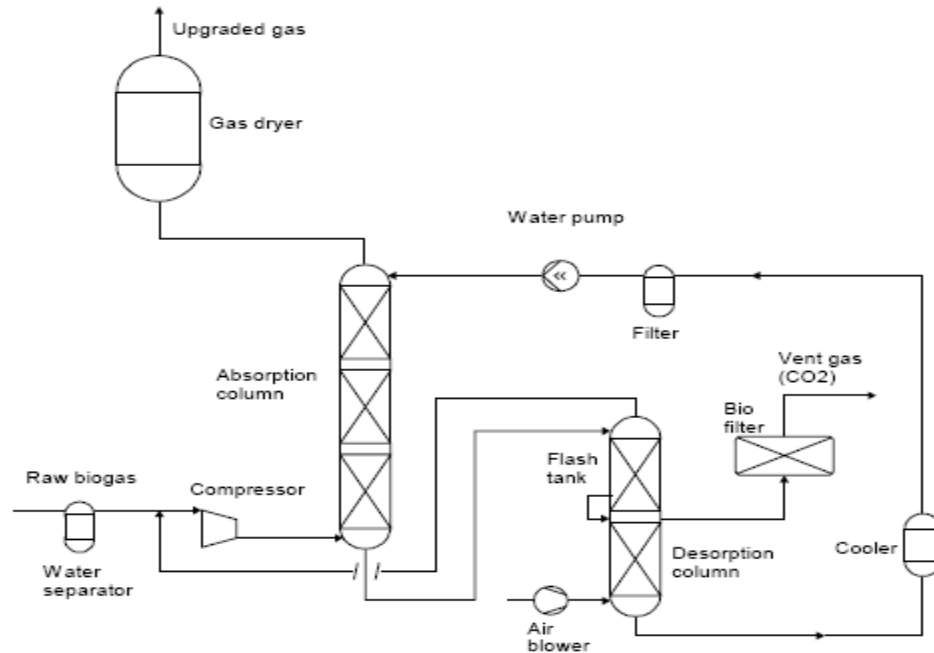 Upgraded gas
Gas dryer
Water pump
Filter
Vent gas
(CO2)
Absorption
column
Bio
filter
Flash
tank
Raw biogas
Compressor
Cooler
Water
separator
Desorption
column
Air
blower